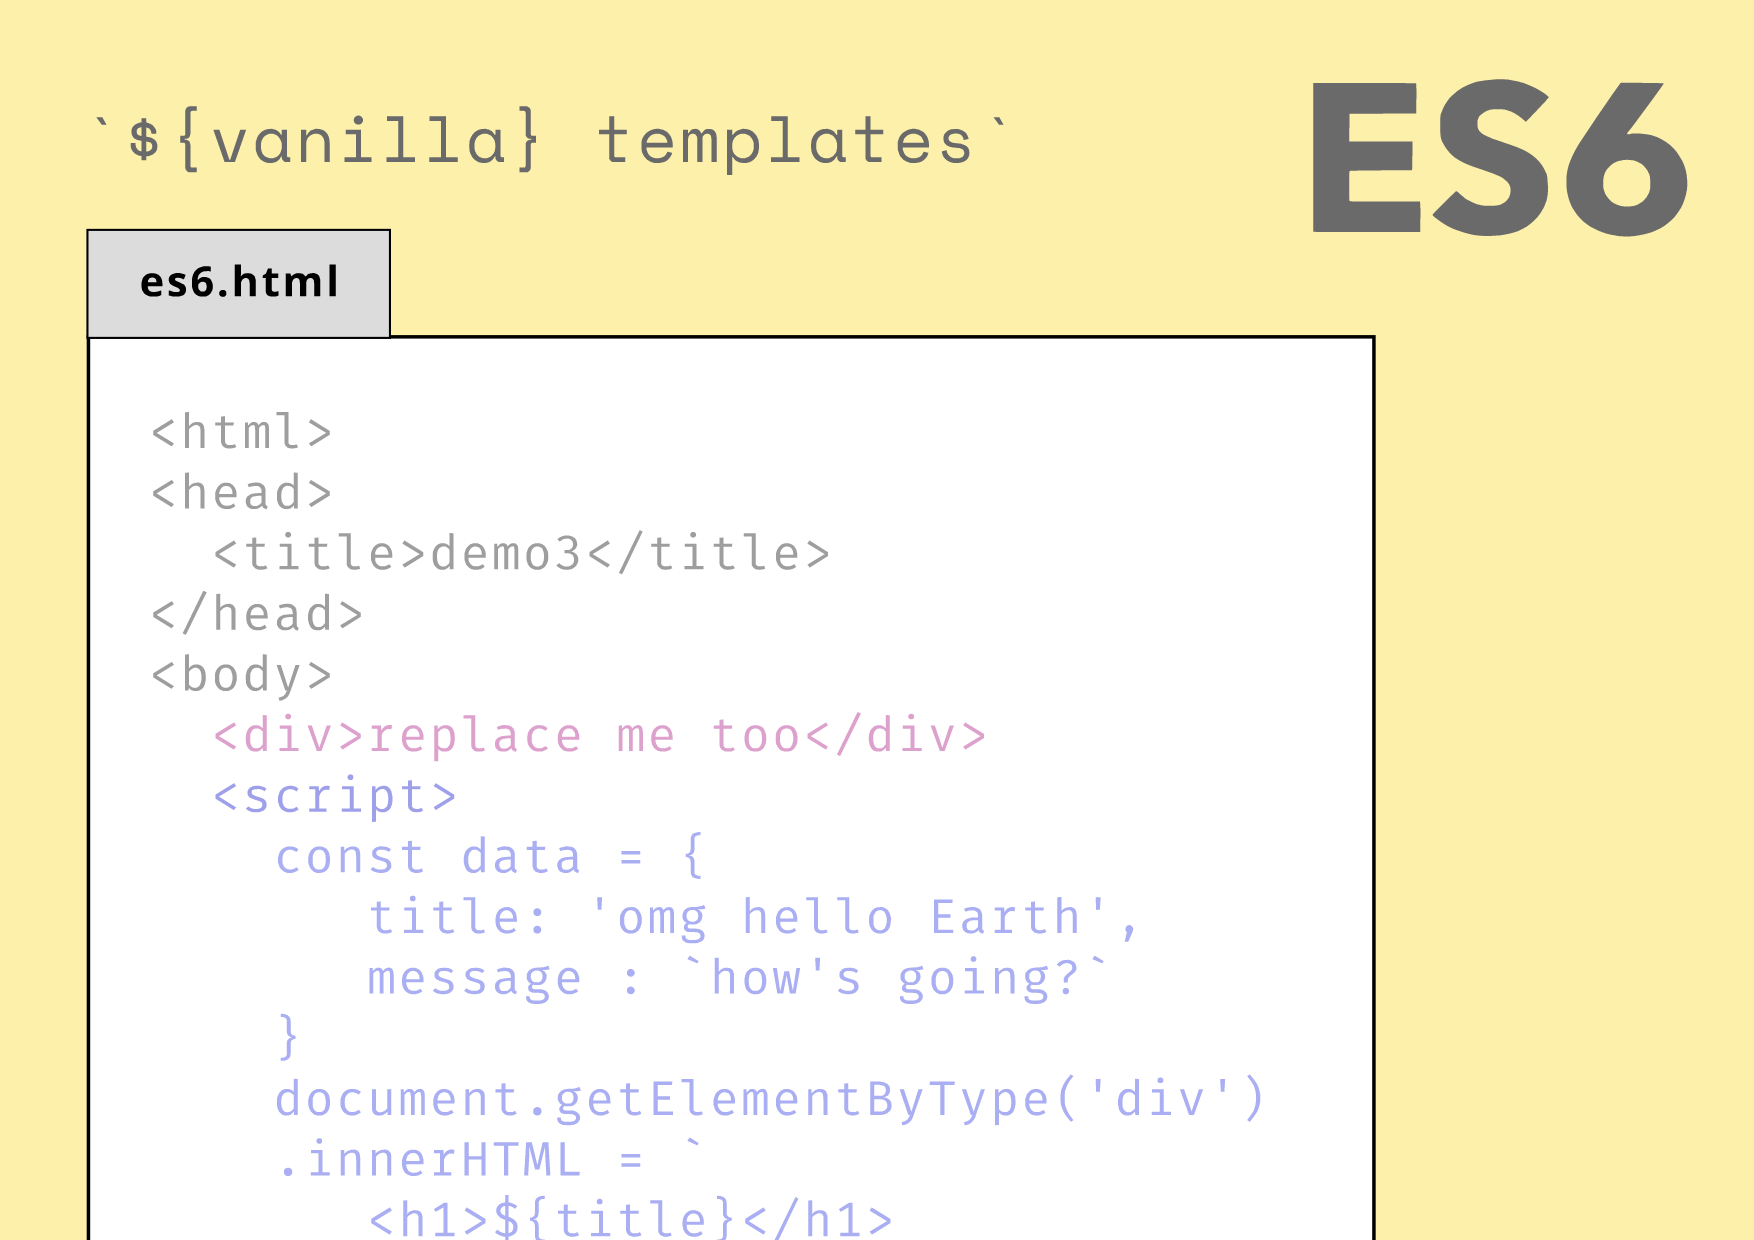 `${vanilla} templates`
ES6
es6.html
<html>
<head>
  <title>demo3</title>
</head>
<body>
  <div>replace me too</div>
  <script>
    const data = {
       title: 'omg hello Earth',
       message : `how's going?`
    }
    document.getElementByType('div')
    .innerHTML = `
       <h1>${title}</h1>